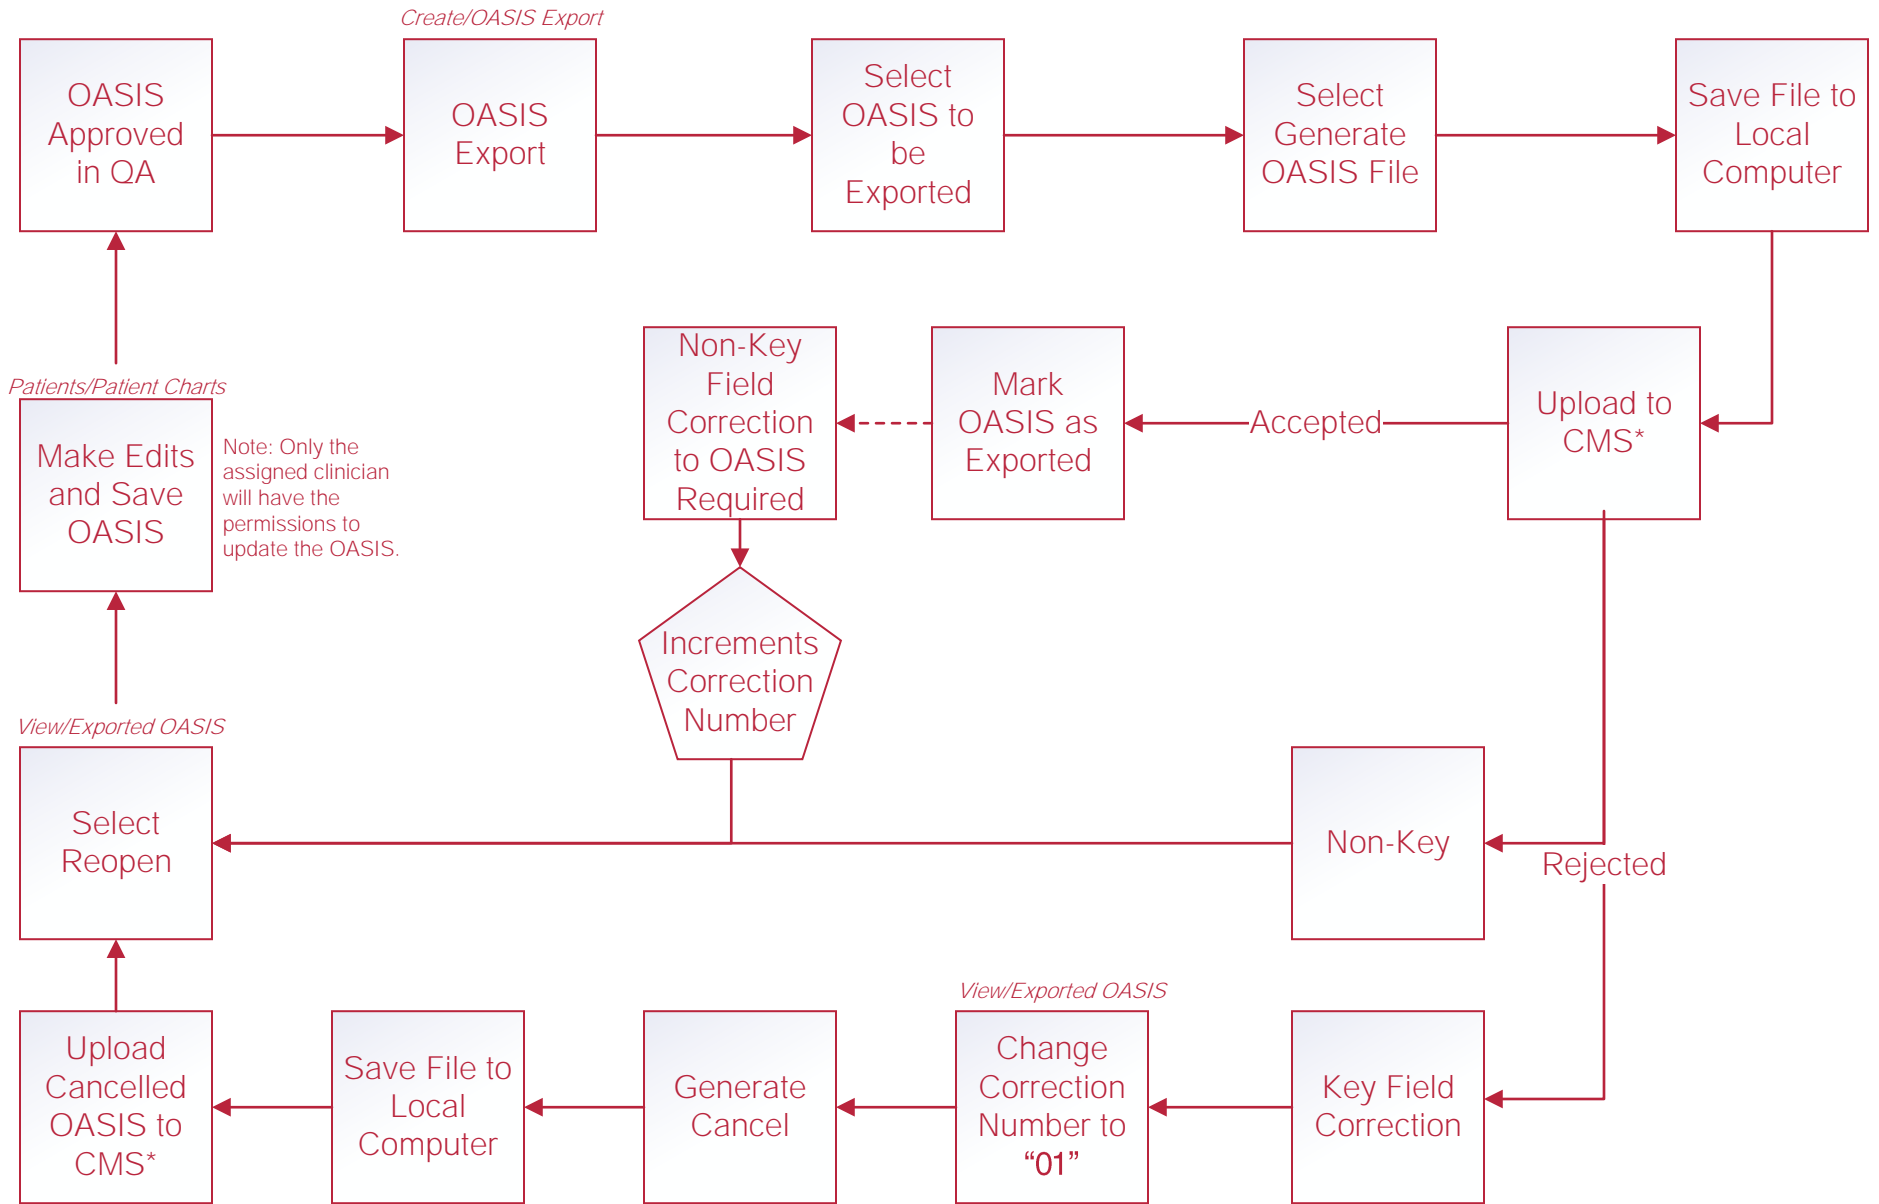 Create/OASIS Export
OASIS
Approved
in QA
OASIS
Export
Select
OASIS to
be
Exported
Select
Generate
OASIS File
Save File to
Local
Computer
Non-Key
Field
Correction
to OASIS
Required
Mark
OASIS as
Exported
Accepted
Upload to
CMS*
Patients/Patient Charts
Make Edits
and Save
OASIS
Note: Only the
assigned clinician
will have the
permissions to
update the OASIS.
Increments
Correction
Number
View/Exported OASIS
Select
Reopen
Non-Key
Rejected
View/Exported OASIS
Upload
Cancelled
OASIS to
CMS*
Save File to
Local
Computer
Generate
Cancel
Change
Correction
Number to
“01”
Key Field
Correction